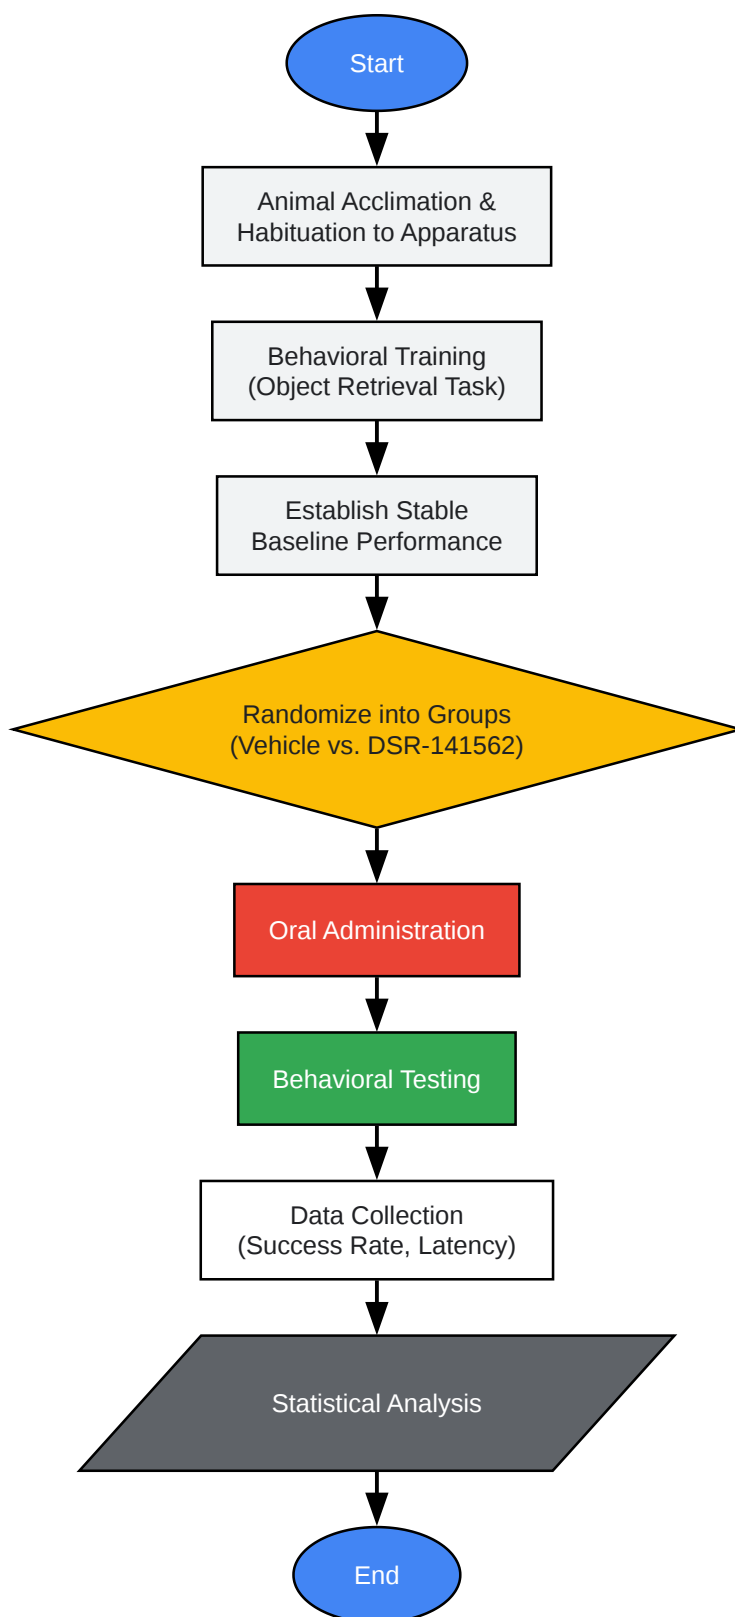 Start
Animal Acclimation &
Habituation to Apparatus
Behavioral Training
(Object Retrieval Task)
Establish Stable
Baseline Performance
Randomize into Groups
(Vehicle vs. DSR-141562)
Oral Administration
Behavioral Testing
Data Collection
(Success Rate, Latency)
Statistical Analysis
End